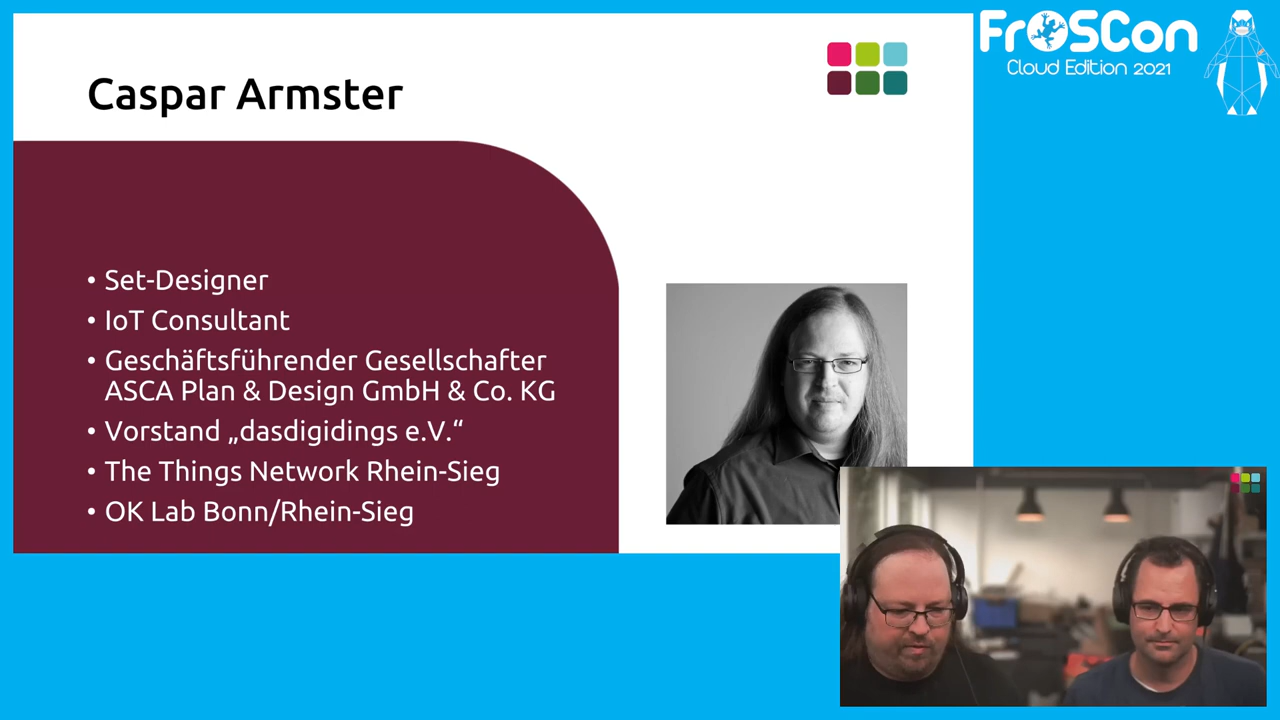 FrOSCon
Cloud Edition 2021
Caspar Armster
• Set-Designer
• IoT Consultant
• Geschäftsführender Gesellschafter
ASCA Plan & Design GmbH & Co. KG
• Vorstand „dasdigidings e.V.“
• The Things Network Rhein-Sieg
• OK Lab Bonn/Rhein-Sieg